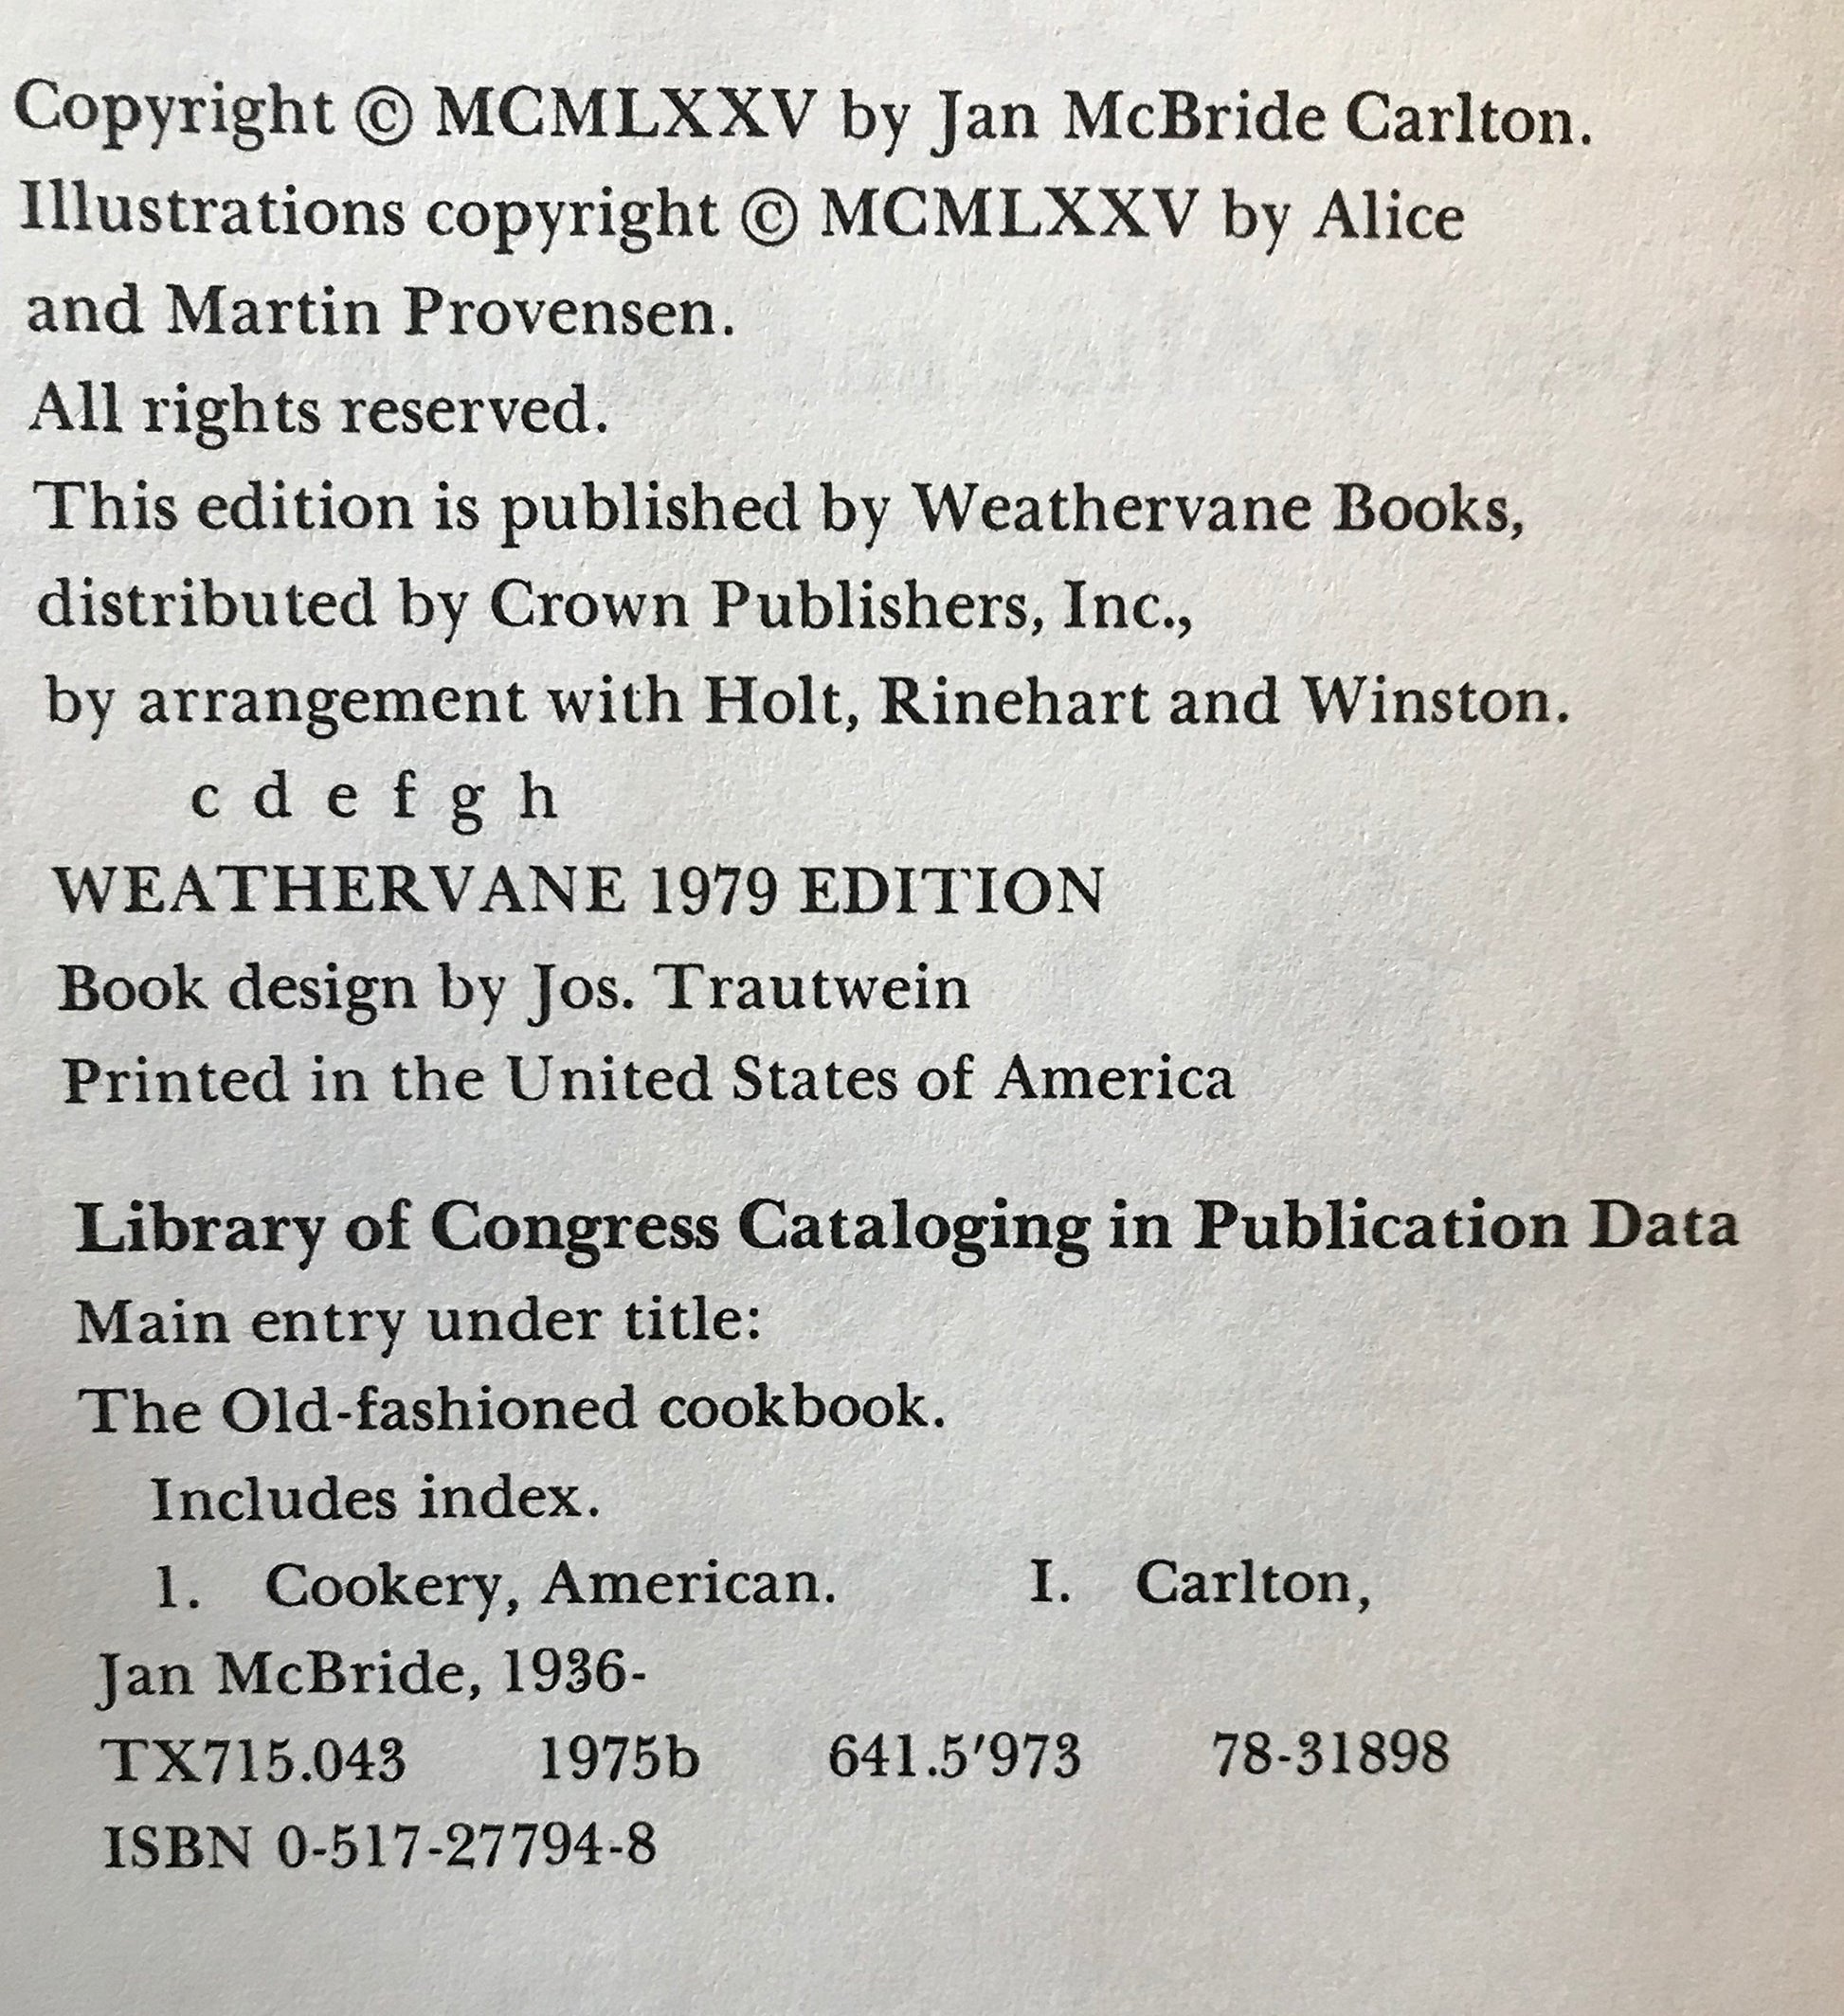 Copyright © MCMLXXV by Jan McBride Carlton.
Illustrations copyright © MCMLXXV by Alice
and Martin Provensen.
All rights reserved.
This edition is published by Weathervane Books,
distributed by Crown Publishers, Inc.,
by arrangement with Holt, Rinehart and Winston.
c d e f g h
WEATHERVANE 1979 EDITION
Book design by Jos. Trautwein
Printed in the United States of America
Library of Congress Cataloging in Publication Data
Main entry under title:
The Old-fashioned cookbook.
Includes index.
1. Cookery, American. I. Carlton,
Jan McBride, 1936-
TX715.043 1975b 641.5′973 78-31898
ISBN 0-517-27794-8